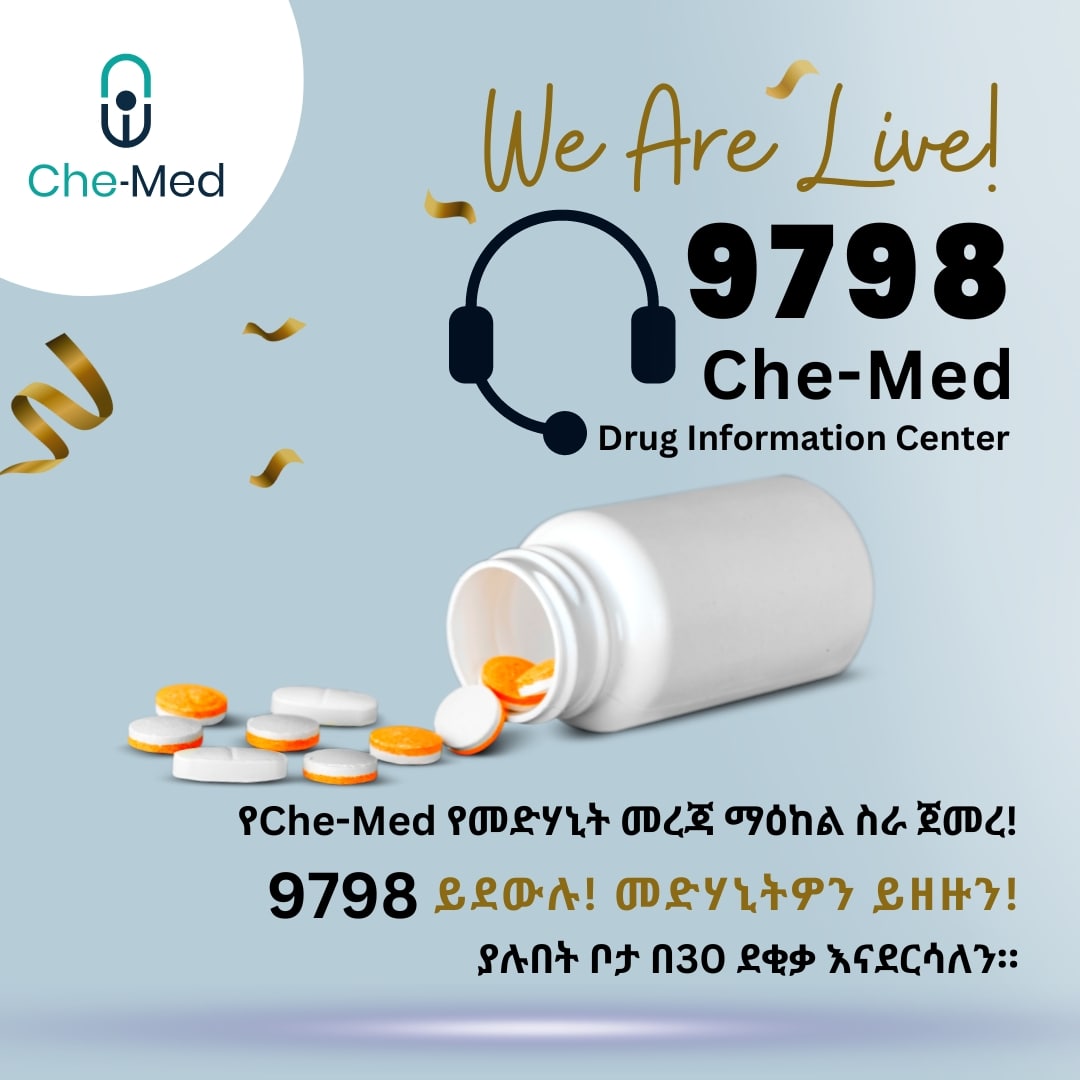 Che-Med
We Are Live!
9798
Che-Med
Drug Information Center
የChe-Med የመድሃኒት መረጃ ማዕከል ስራ ጀመረ!
9798 ይደውሉ! መድሃኒትዎን ይዘዙን!
ያሉበት ቦታ በ30 ደቂቃ እናደርሳለን።